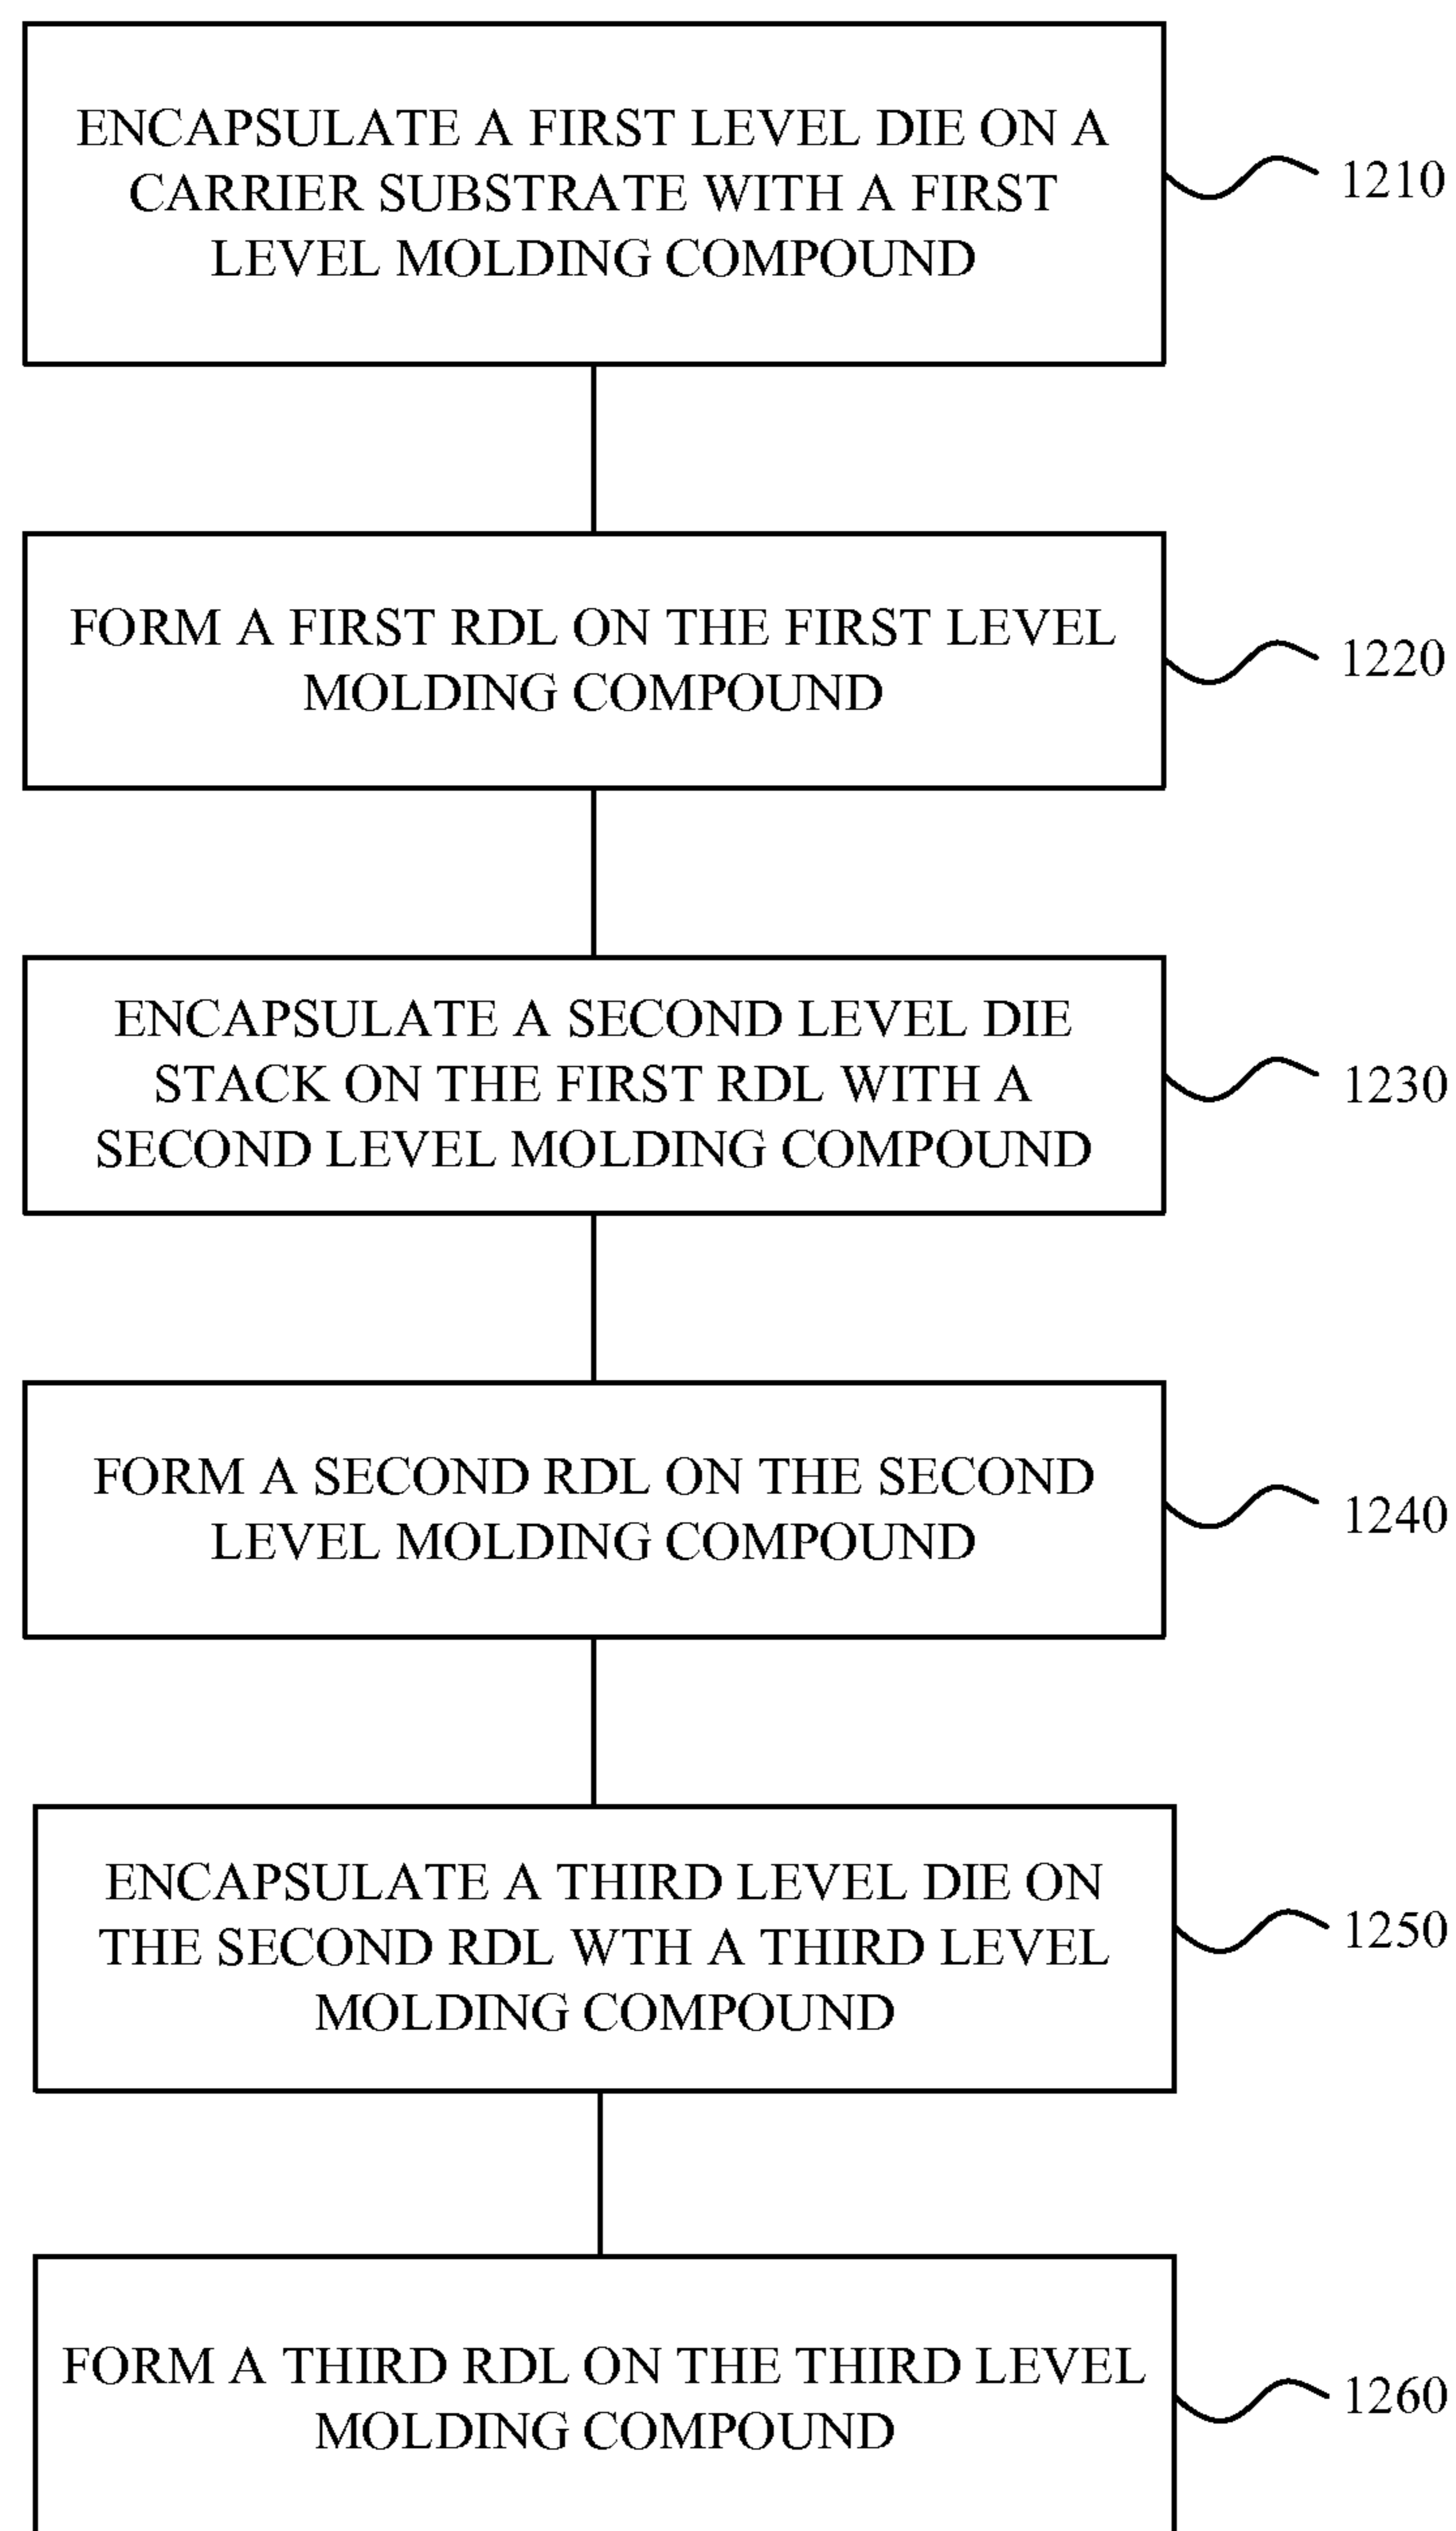 ENCAPSULATE A FIRST LEVEL DIE ON A
CARRIER SUBSTRATE WITH A FIRST
LEVEL MOLDING COMPOUND
1210
FORM A FIRST RDL ON THE FIRST LEVEL
MOLDING COMPOUND
1220
ENCAPSULATE A SECOND LEVEL DIE
STACK ON THE FIRST RDL WITH A
SECOND LEVEL MOLDING COMPOUND
1230
FORM A SECOND RDL ON THE SECOND
LEVEL MOLDING COMPOUND
1240
ENCAPSULATE A THIRD LEVEL DIE ON
THE SECOND RDL WTH A THIRD LEVEL
MOLDING COMPOUND
1250
FORM A THIRD RDL ON THE THIRD LEVEL
MOLDING COMPOUND
1260